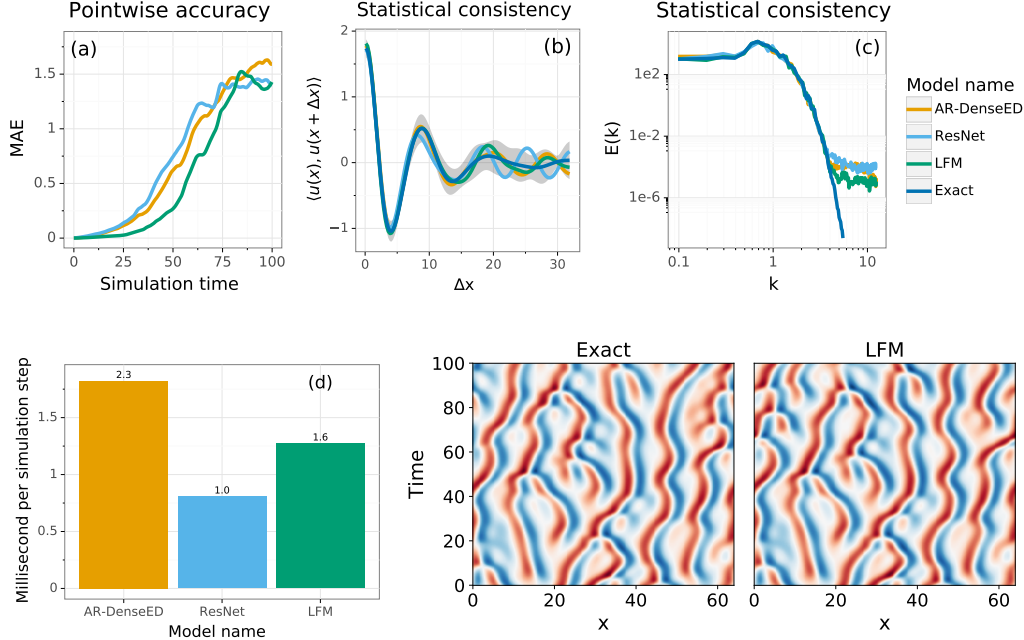 Pointwise accuracy
(a)
MAE
1.5
1
0.5
0
0 25 50 75 100
Simulation time
Statistical consistency
(b)
⟨u(x), u(x + Δx)⟩
2
1
0
−1
0 10 20 30
Δx
Statistical consistency
(c)
E(k)
1e2
1e-2
1e-6
0.1 1 10
k
Model name
AR-DenseED
ResNet
LFM
Exact
(d)
Millisecond per simulation step
1.5
1
0.5
0
2.3
1.0
1.6
AR-DenseED ResNet LFM
Model name
Exact
Time
100
80
60
40
20
0
0 20 40 60
x
LFM
0 20 40 60
x